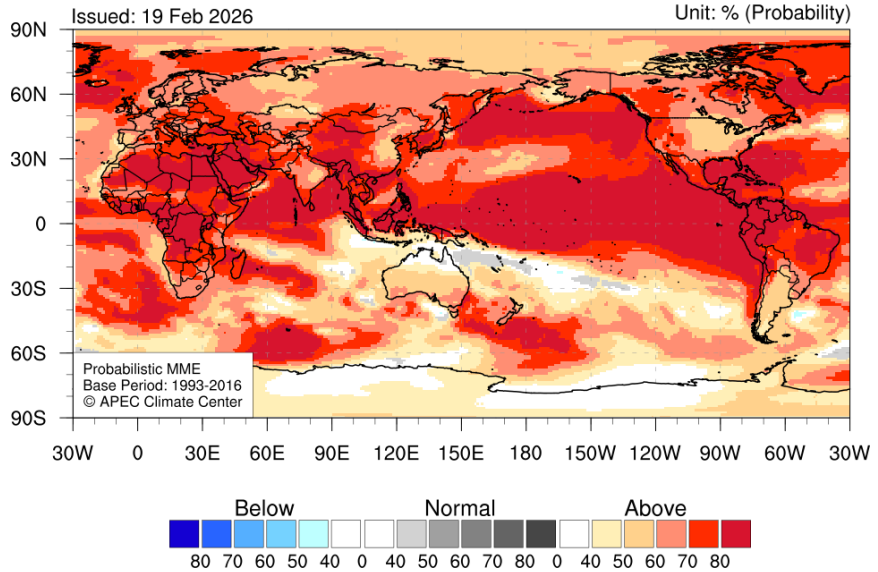 Issued: 19 Feb 2026
Unit: % (Probability)
90N
60N
30N
0
30S
60S
90S
Probabilistic MME
Base Period: 1993-2016
© APEC Climate Center
30W 0 30E 60E 90E 120E 150E 180 150W 120W 90W 60W 30W
Below Normal Above
80 70 60 50 40 0 40 50 60 70 80 0 40 50 60 70 80